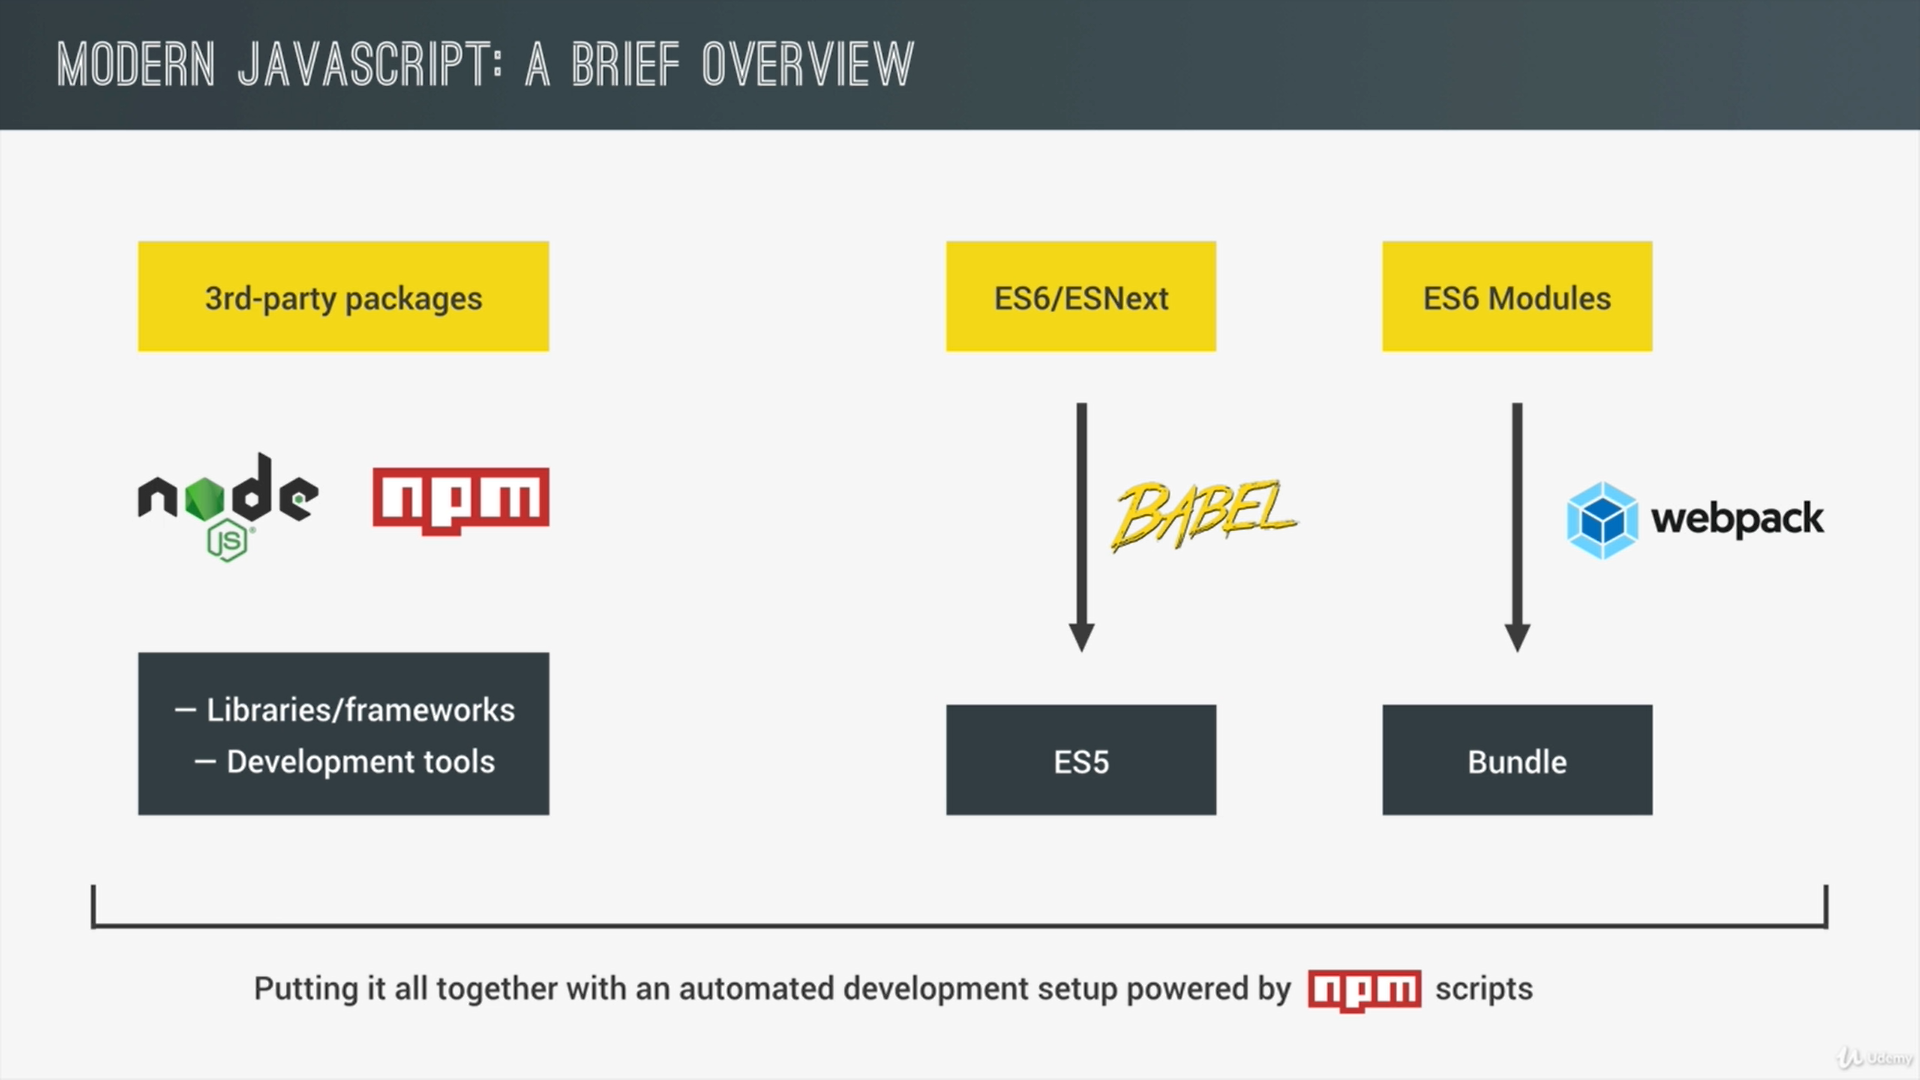 MODERN JAVASCRIPT: A BRIEF OVERVIEW
3rd-party packages
node
JS
npm
— Libraries/frameworks
— Development tools
ES6/ESNext
BABEL
ES5
ES6 Modules
webpack
Bundle
Putting it all together with an automated development setup powered by npm scripts
Udemy